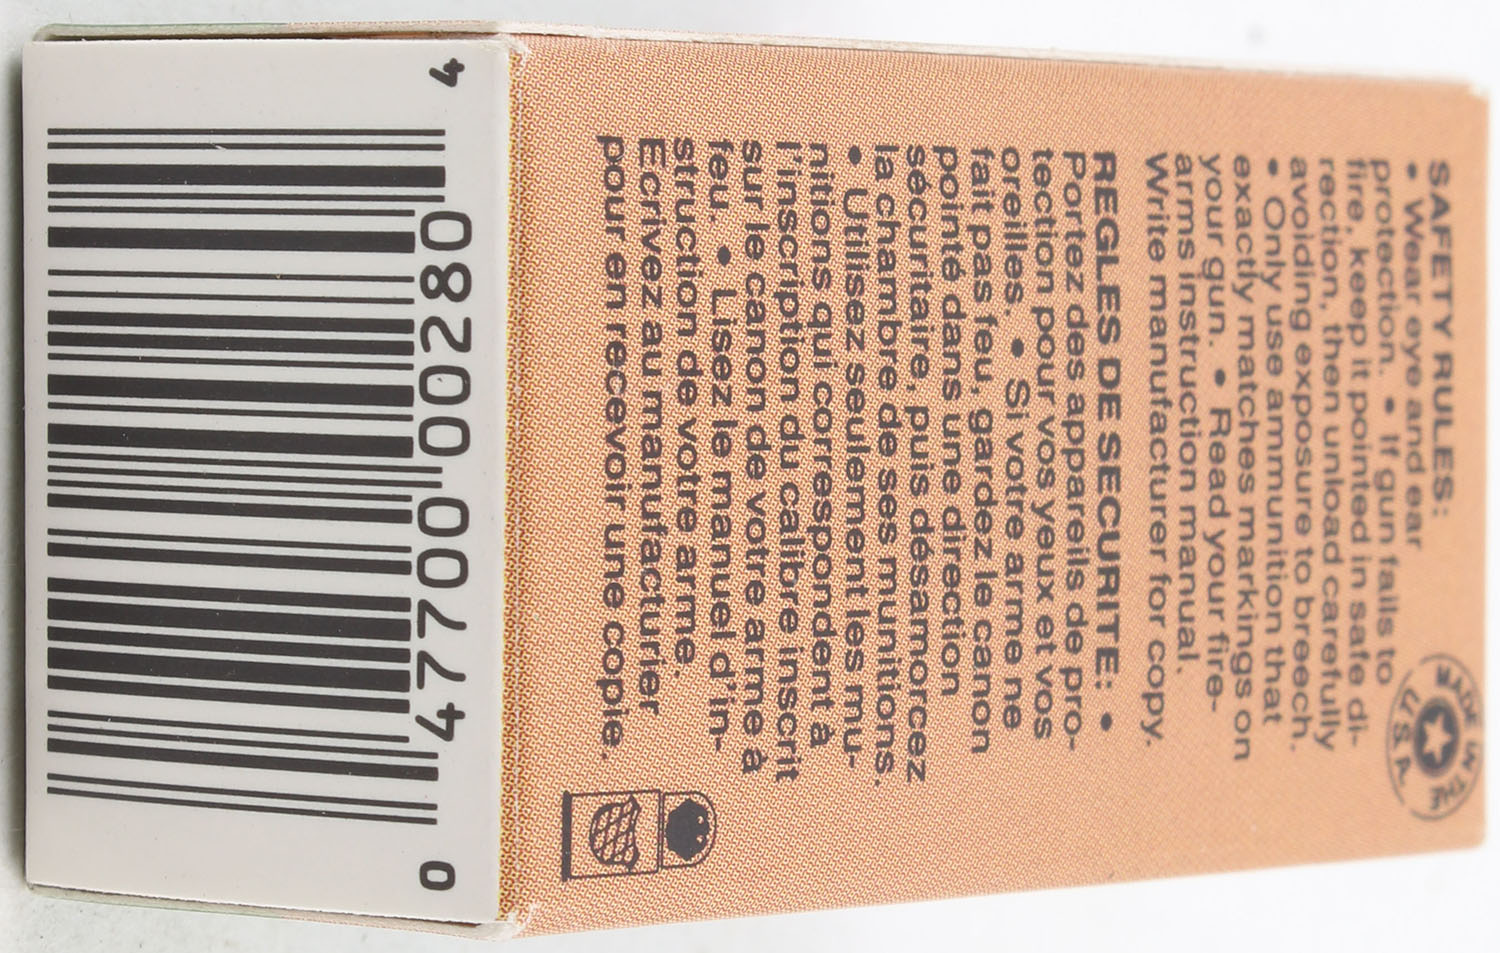 SAFETY RULES:
• Wear eye and ear
protection. • If gun fails to
fire, keep it pointed in safe di-
rection, then unload carefully
avoiding exposure to breech.
• Only use ammunition that
exactly matches markings on
your gun. • Read your fire-
arms instruction manual.
Write manufacturer for copy.
REGLES DE SECURITE: •
Portez des appareils de pro-
tection pour vos yeux et vos
oreilles. • Si votre arme ne
fait pas feu, gardez le canon
pointé dans une direction
sécuritaire, puis désamorcez
la chambre de ses munitions.
• Utilisez seulement les mu-
nitions qui correspondent à
l'inscription du calibre inscrit
sur le canon de votre arme à
feu. • Lisez le manuel d'in-
struction de votre arme.
Ecrivez au manufacturier
pour en recevoir une copie.
MADE IN THE
U.S.A.
0 47700 00280 4